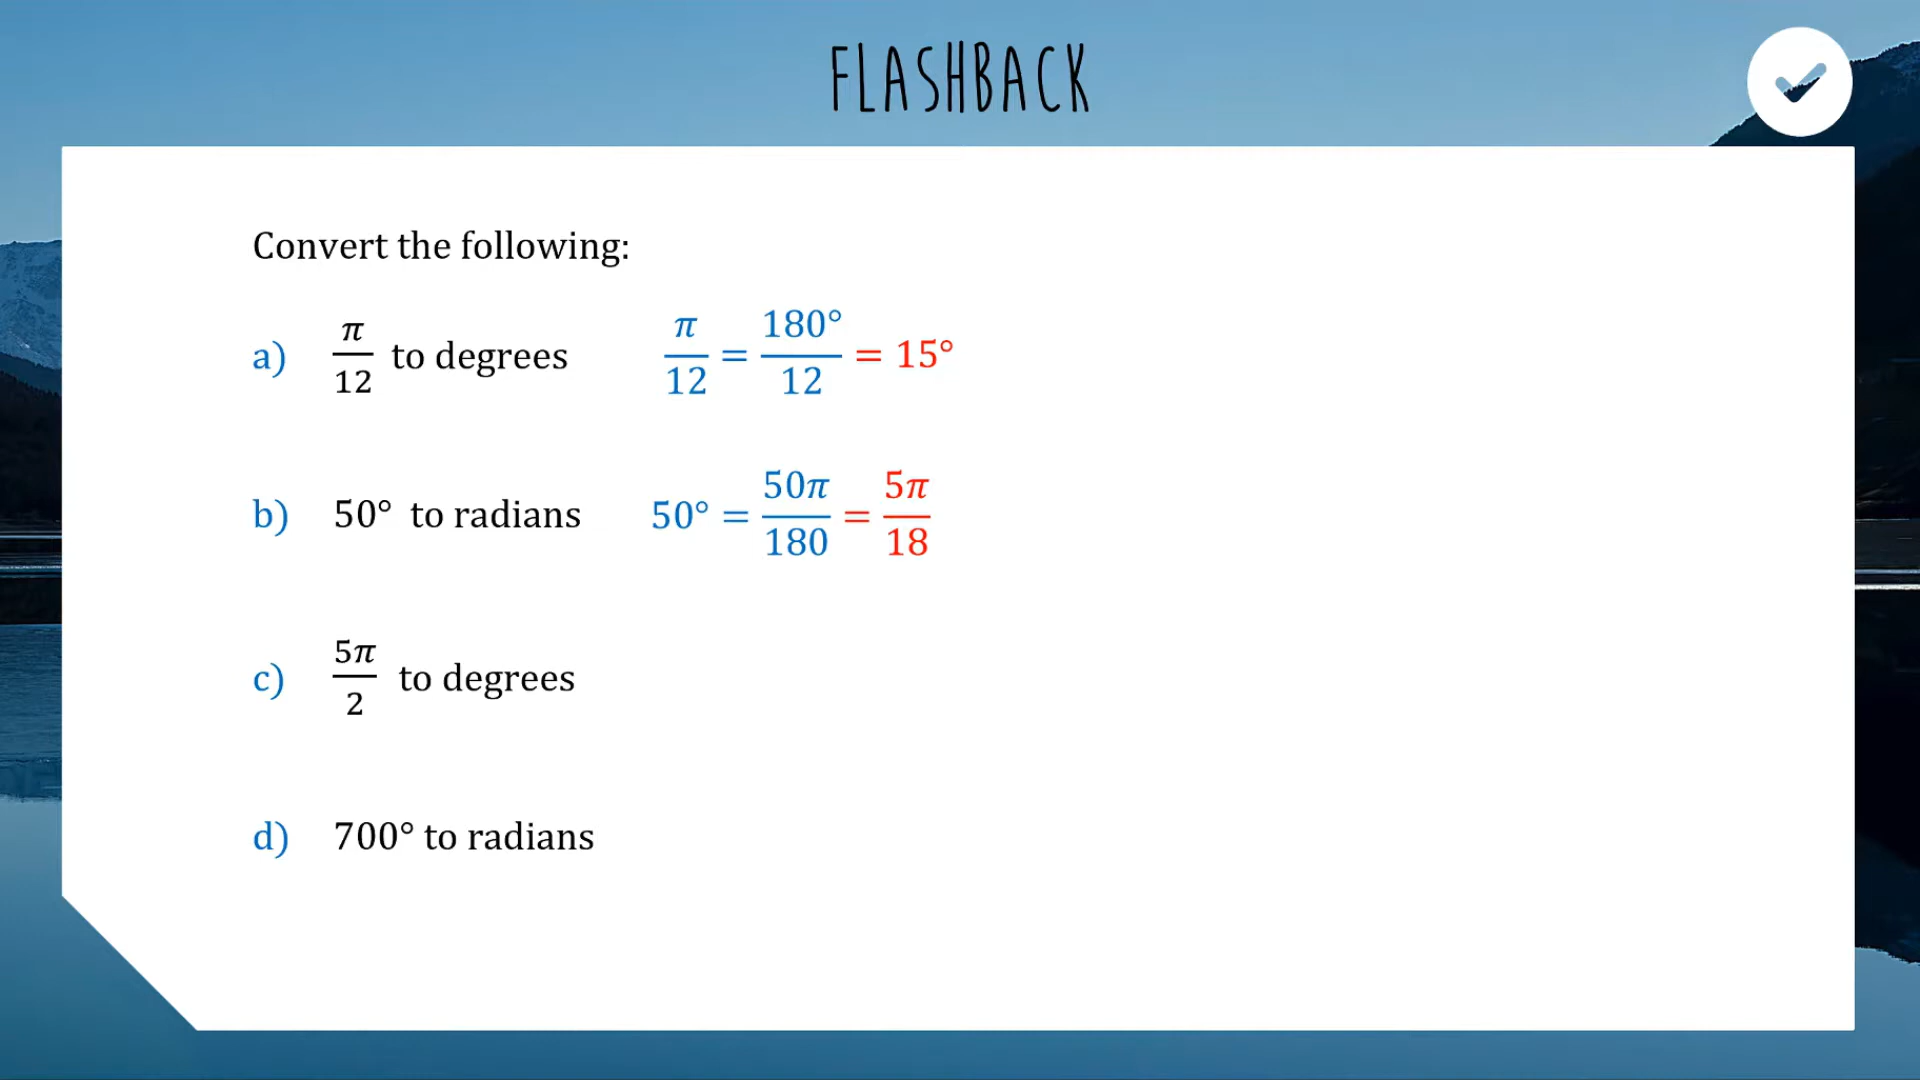 FLASHBACK
Convert the following:
a) π/12 to degrees π/12 = 180°/12 = 15°
b) 50° to radians 50° = 50π/180 = 5π/18
c) 5π/2 to degrees
d) 700° to radians